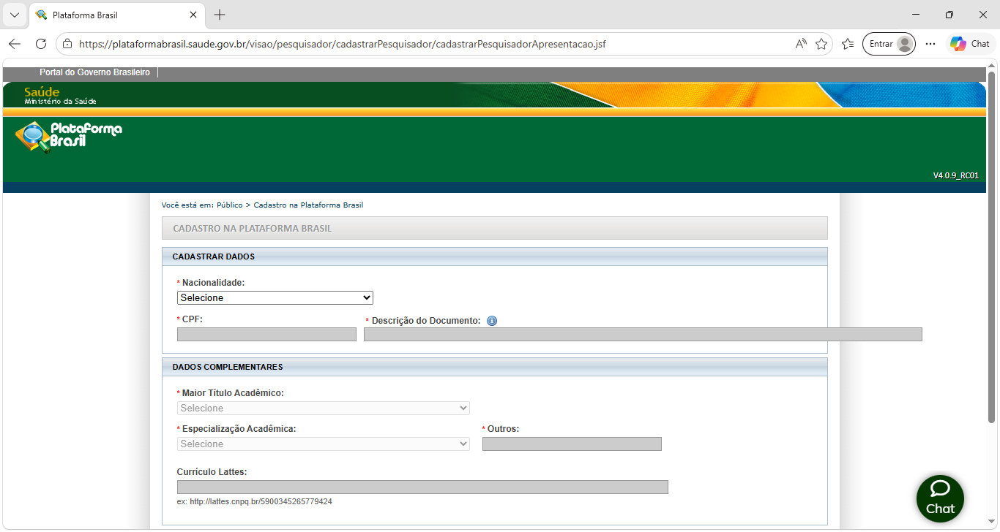 Plataforma Brasil
https://plataformabrasil.saude.gov.br/visao/pesquisador/cadastrarPesquisador/cadastrarPesquisadorApresentacao.jsf
Entrar
Chat
Portal do Governo Brasileiro
Saúde
Ministério da Saúde
Plataforma
Brasil
V4.0.9_RC01
Você está em: Público > Cadastro na Plataforma Brasil
CADASTRO NA PLATAFORMA BRASIL
CADASTRAR DADOS
* Nacionalidade:
Selecione
* CPF: * Descrição do Documento:
DADOS COMPLEMENTARES
* Maior Título Acadêmico:
Selecione
* Especialização Acadêmica: * Outros:
Selecione
Currículo Lattes:
ex: http://lattes.cnpq.br/5900345265779424
Chat